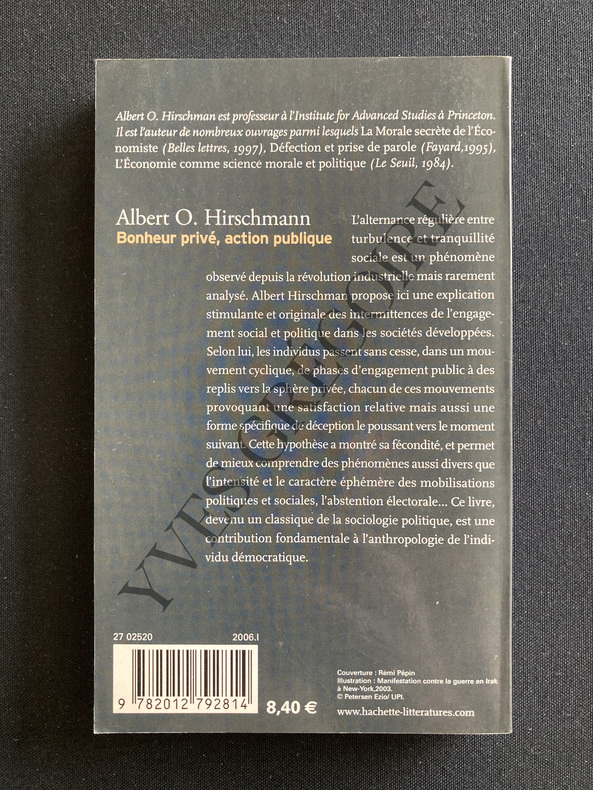 Albert O. Hirschman est professeur à l'Institute for Advanced Studies à Princeton.
Il est l'auteur de nombreux ouvrages parmi lesquels La Morale secrète de l'Éco-
nomiste (Belles lettres, 1997), Défection et prise de parole (Fayard,1995),
L'Économie comme science morale et politique (Le Seuil, 1984).
Albert O. Hirschmann
Bonheur privé, action publique
L'alternance régulière entre
turbulence et tranquillité
sociale est un phénomène
observé depuis la révolution industrielle mais rarement
analysé. Albert Hirschman propose ici une explication
stimulante et originale des intermittences de l'engage-
ment social et politique dans les sociétés développées.
Selon lui, les individus passent sans cesse, dans un mou-
vement cyclique, de phases d'engagement public à des
replis vers la sphère privée, chacun de ces mouvements
provoquant une satisfaction relative mais aussi une
forme spécifique de déception le poussant vers le moment
suivant. Cette hypothèse a montré sa fécondité, et permet
de mieux comprendre des phénomènes aussi divers que
l'intensité et le caractère éphémère des mobilisations
politiques et sociales, l'abstention électorale... Ce livre,
devenu un classique de la sociologie politique, est une
contribution fondamentale à l'anthropologie de l'indi-
vidu démocratique.
YVES GREGOIRE
27 02520 2006.I
9 782012 792814
8,40 €
Couverture : Rémi Pépin
Illustration : Manifestation contre la guerre en Irak
à New-York,2003.
© Petersen Ezio/ UPI.
www.hachette-litteratures.com